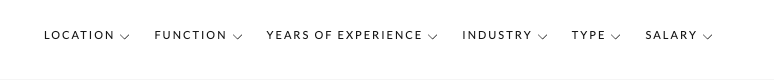 LOCATION FUNCTION YEARS OF EXPERIENCE INDUSTRY TYPE SALARY